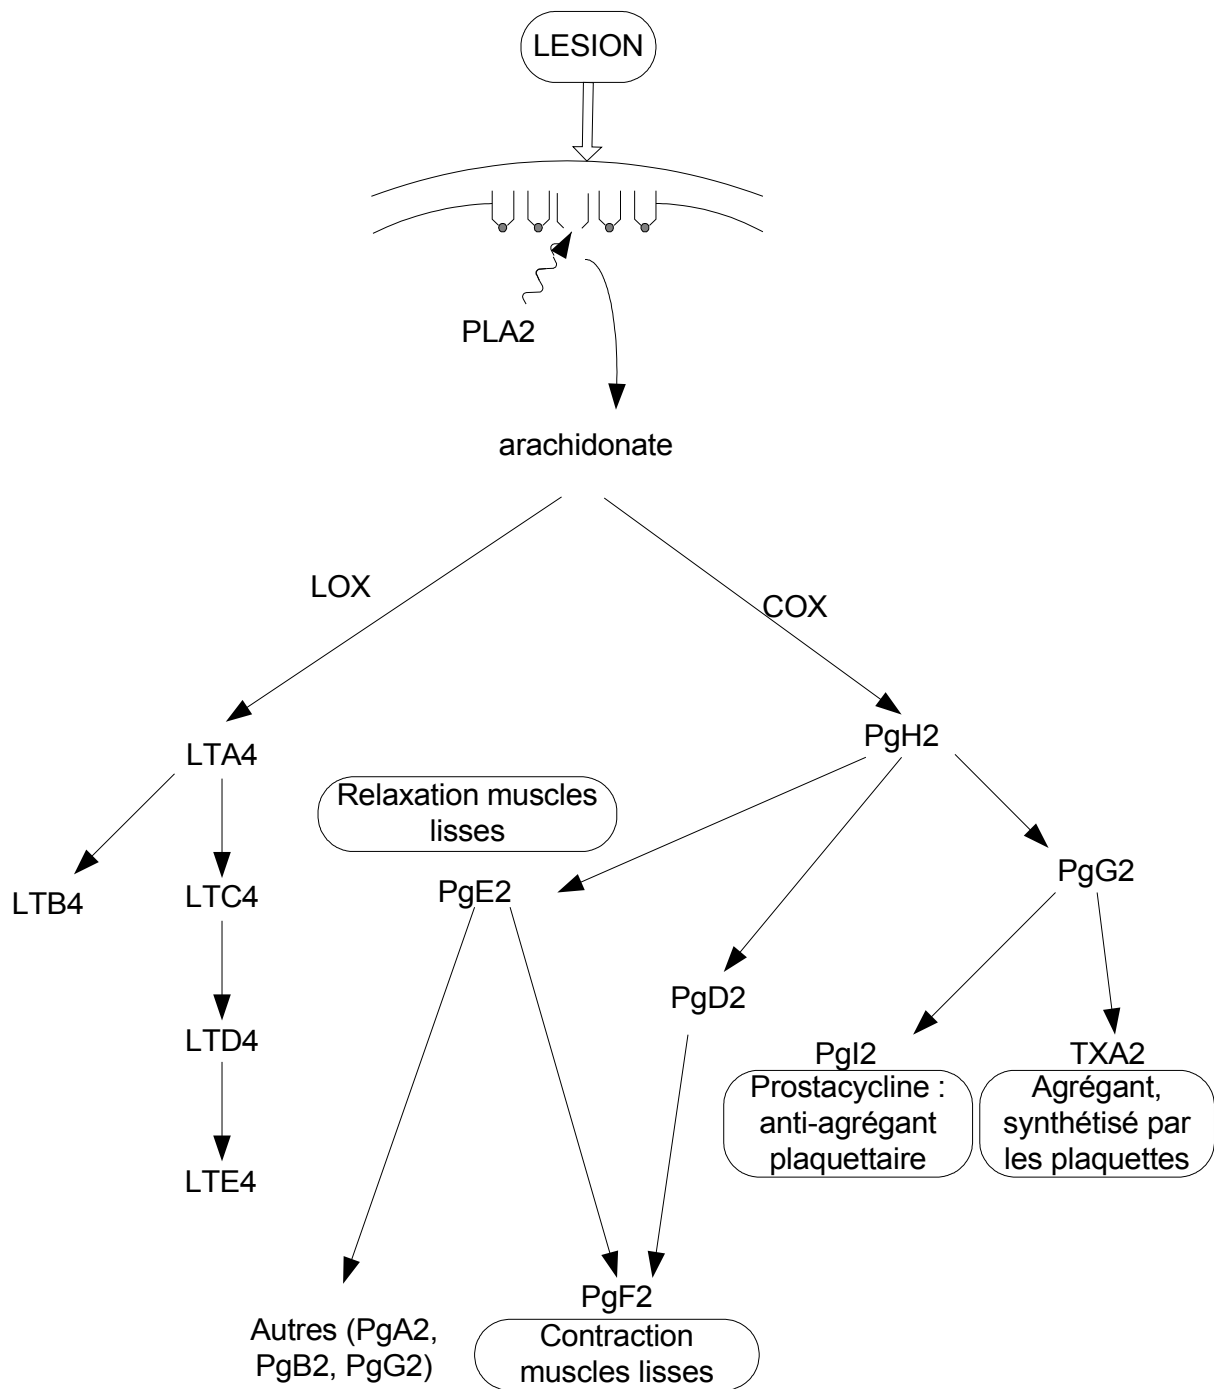 LESION
PLA2
arachidonate
LOX
COX
LTA4
PgH2
Relaxation muscles
lisses
LTB4
LTC4
PgE2
PgG2
LTD4
PgD2
PgI2
Prostacycline :
anti-agrégant
plaquettaire
TXA2
Agrégant,
synthétisé par
les plaquettes
LTE4
Autres (PgA2,
PgB2, PgG2)
PgF2
Contraction
muscles lisses